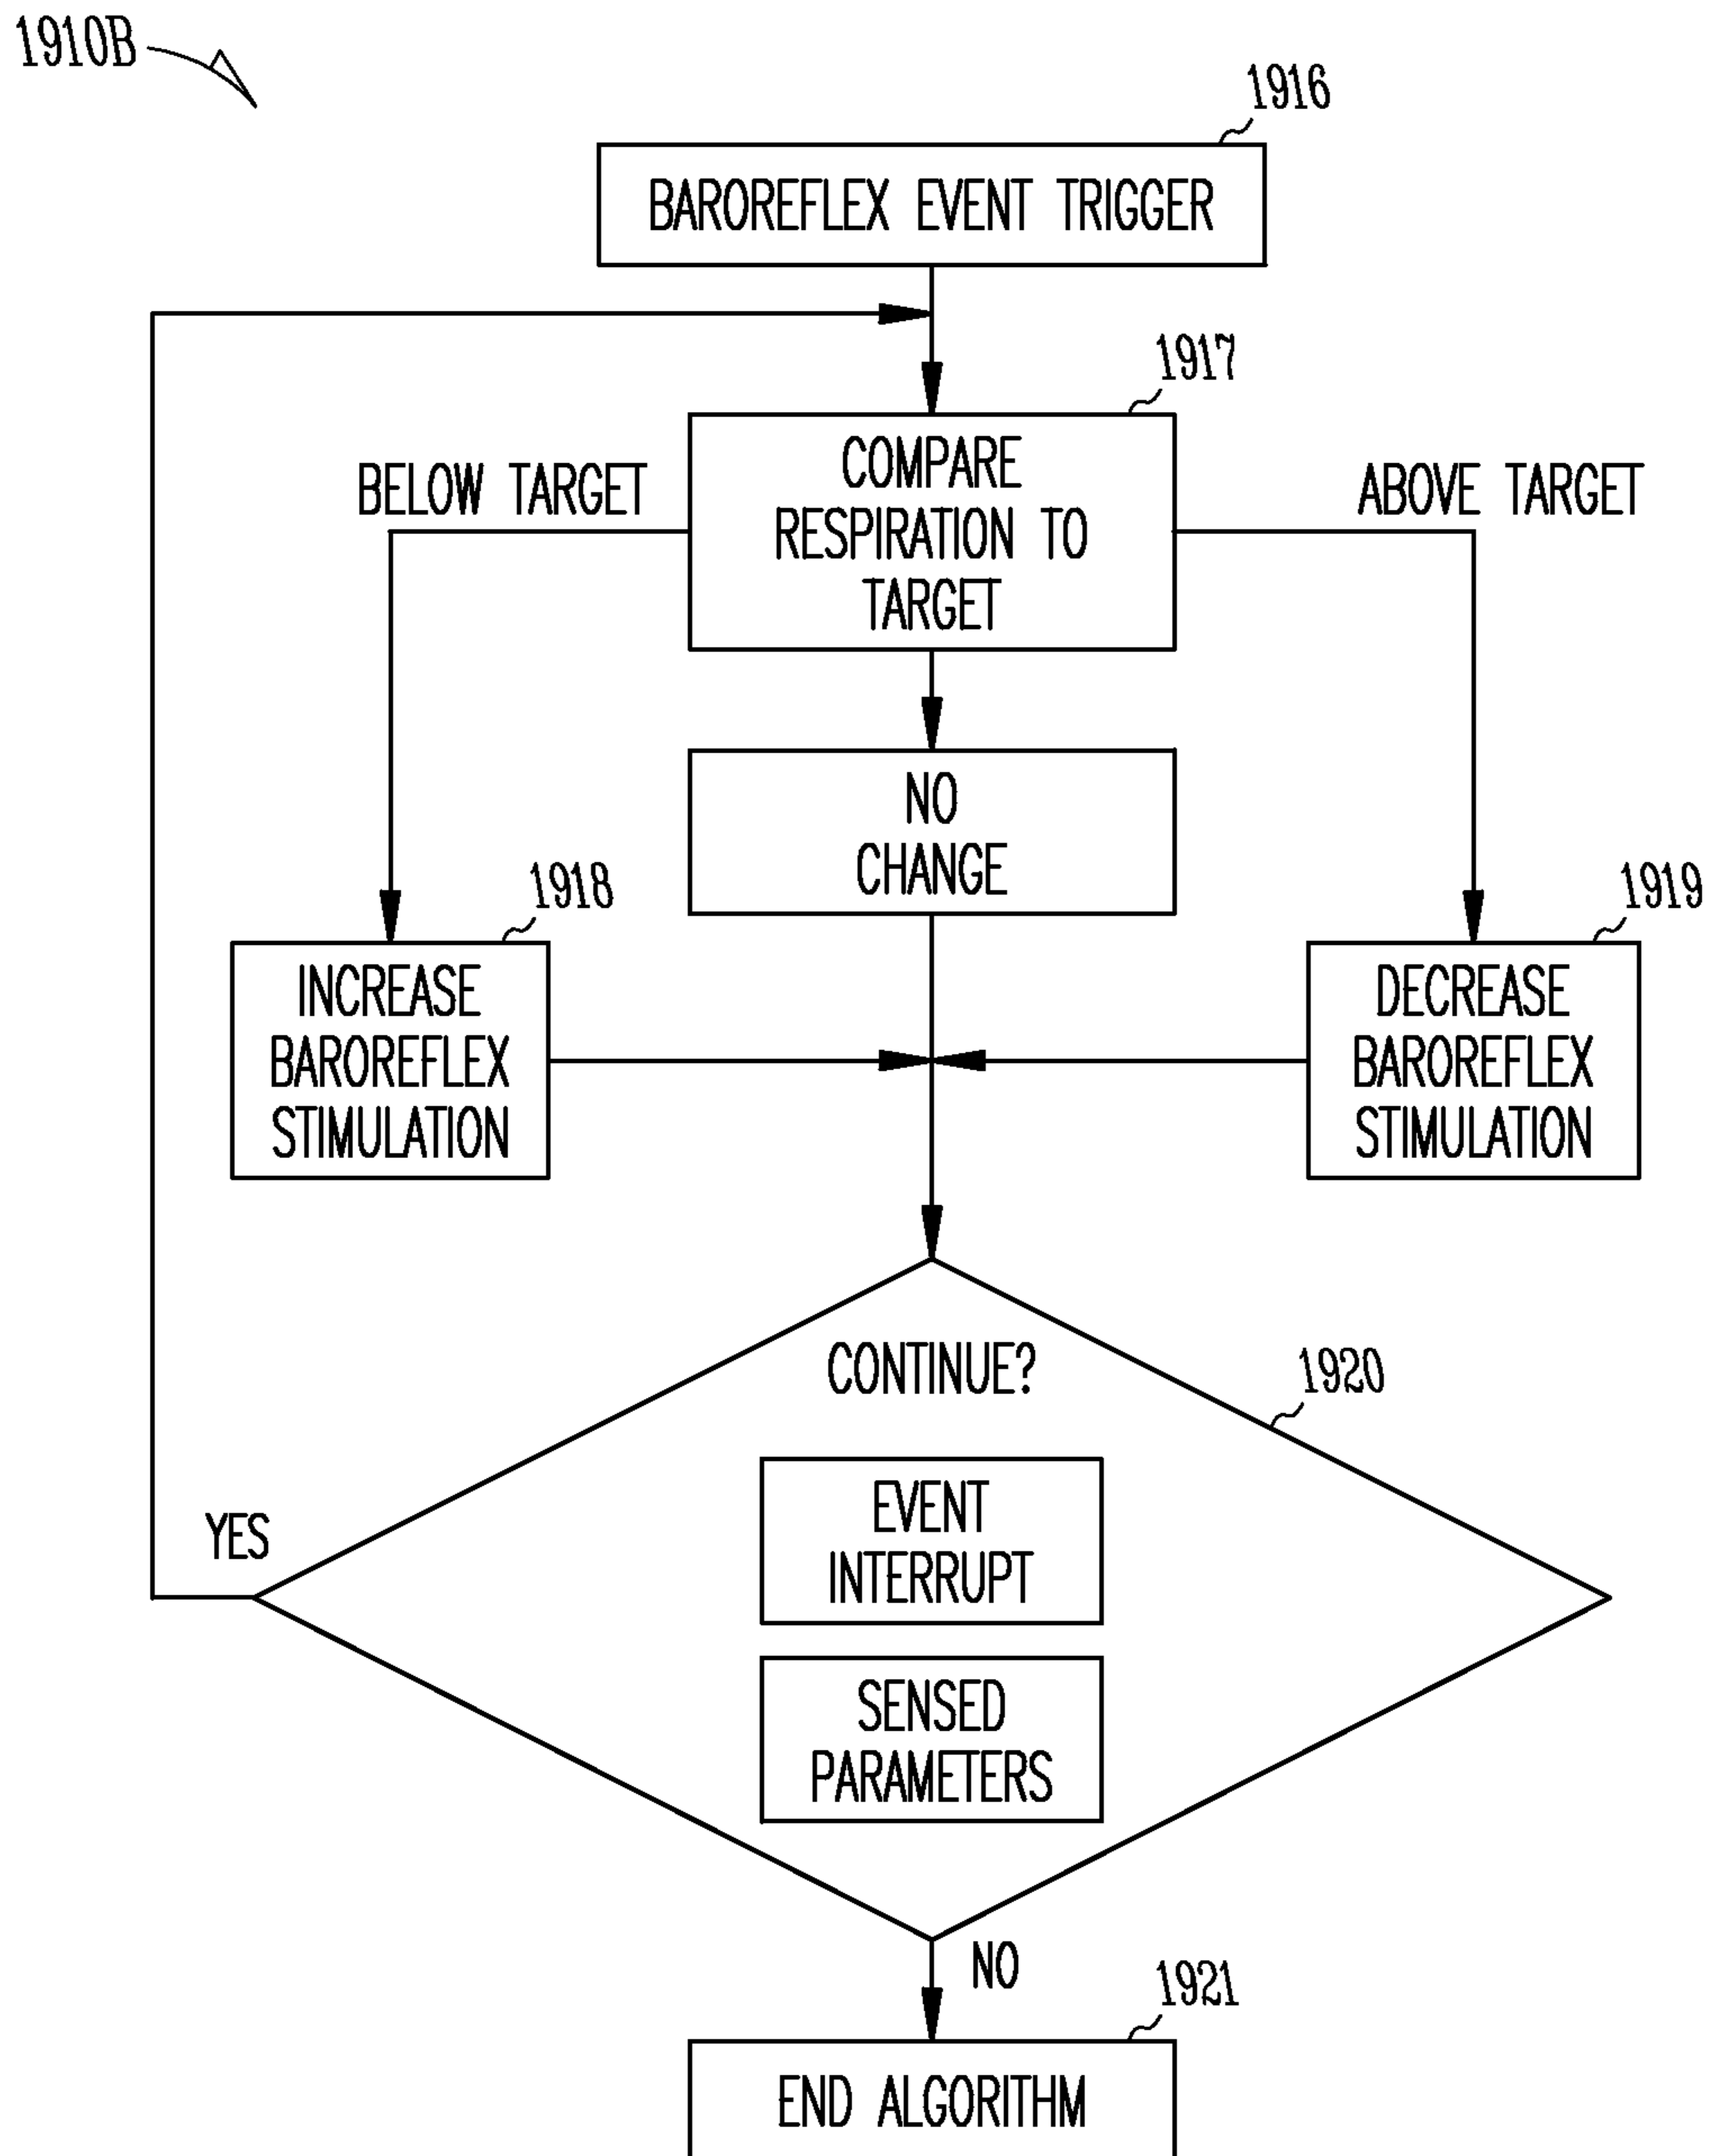 1910B
1916
BAROREFLEX EVENT TRIGGER
1917
COMPARE
RESPIRATION TO
TARGET
BELOW TARGET
ABOVE TARGET
NO
CHANGE
1918
INCREASE
BAROREFLEX
STIMULATION
1919
DECREASE
BAROREFLEX
STIMULATION
CONTINUE?
1920
EVENT
INTERRUPT
SENSED
PARAMETERS
YES
NO
1921
END ALGORITHM